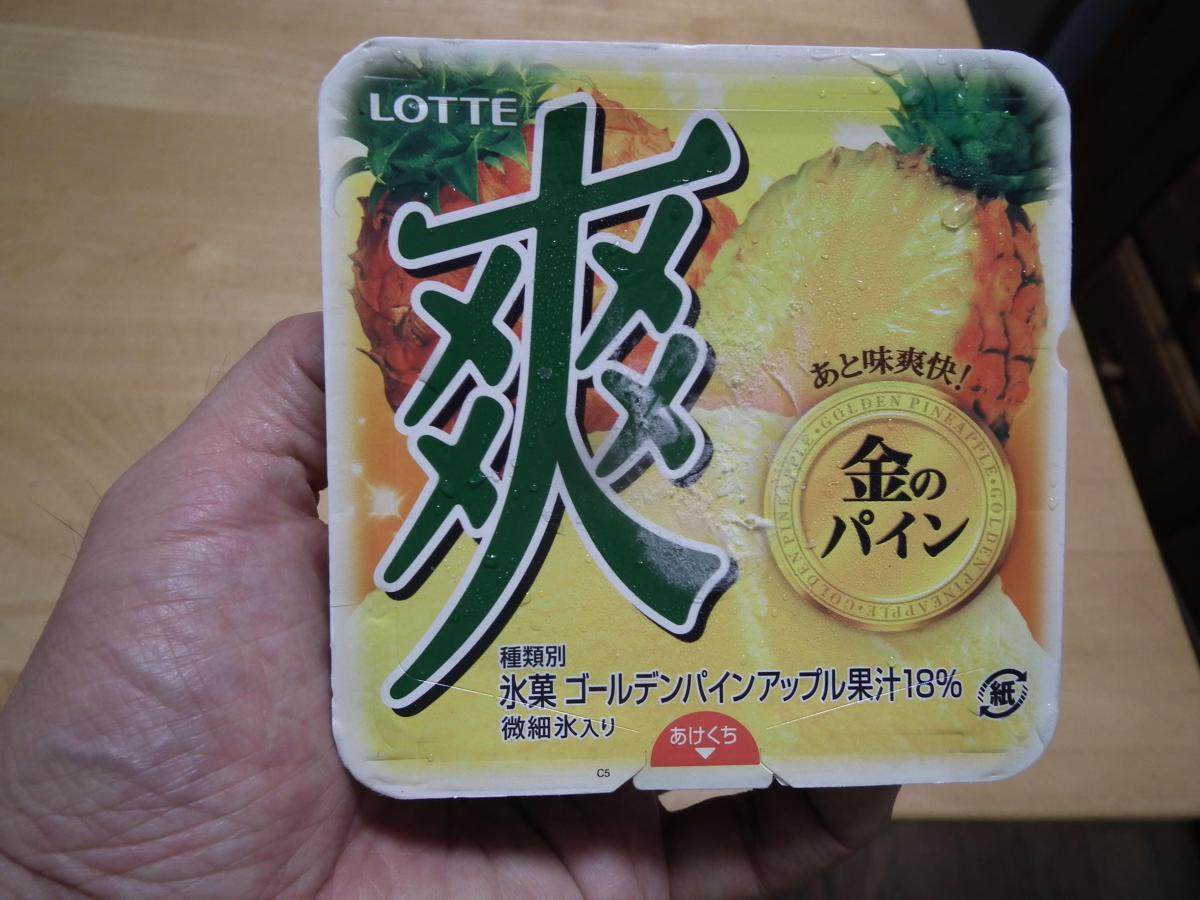 LOTTE
爽
あと味爽快!
GOLDEN PINEAPPLE • GOLDEN PINEAPPLE • GOLDEN PINEAPPLE •
金の
パイン
種類別
氷菓 ゴールデンパインアップル果汁18%
微細氷入り
紙
あけくち
C5